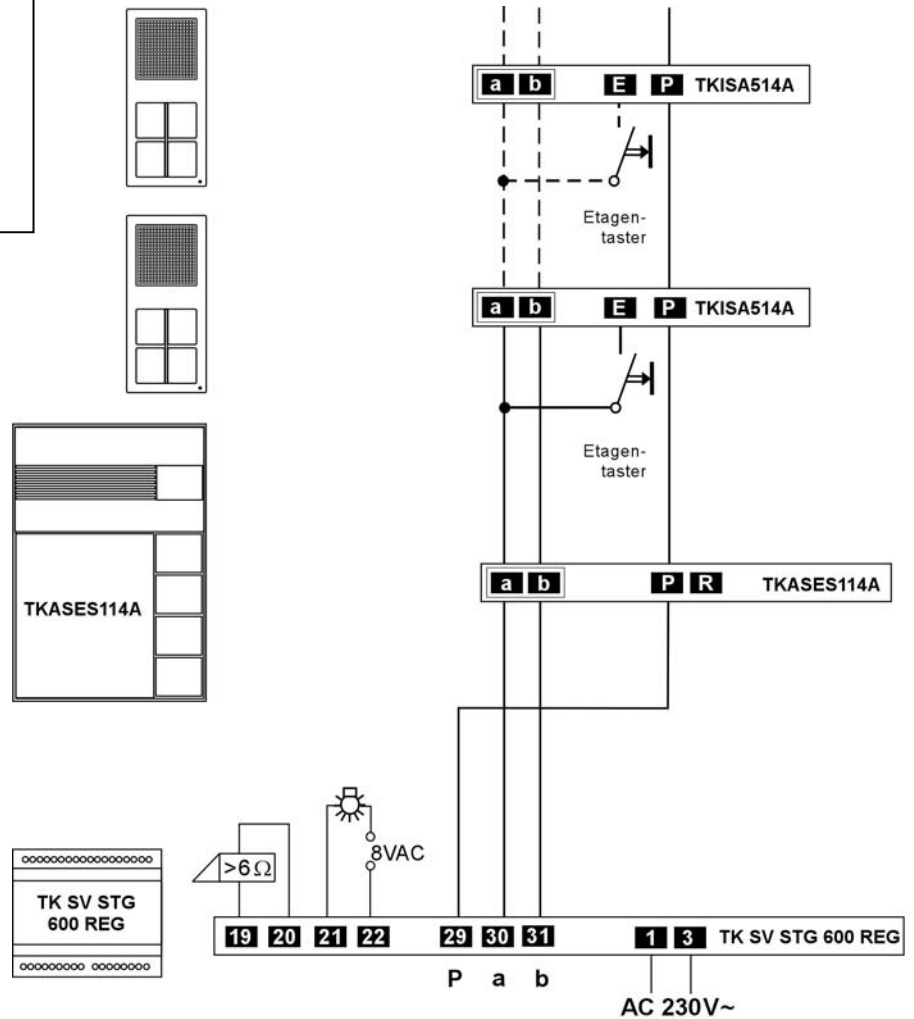 a b E P TKISA514A
Etagen-
taster
a b E P TKISA514A
Etagen-
taster
TKASES114A
a b P R TKASES114A
8VAC
>6Ω
TK SV STG
600 REG
19 20 21 22 29 30 31 1 3 TK SV STG 600 REG
P a b
AC 230V~